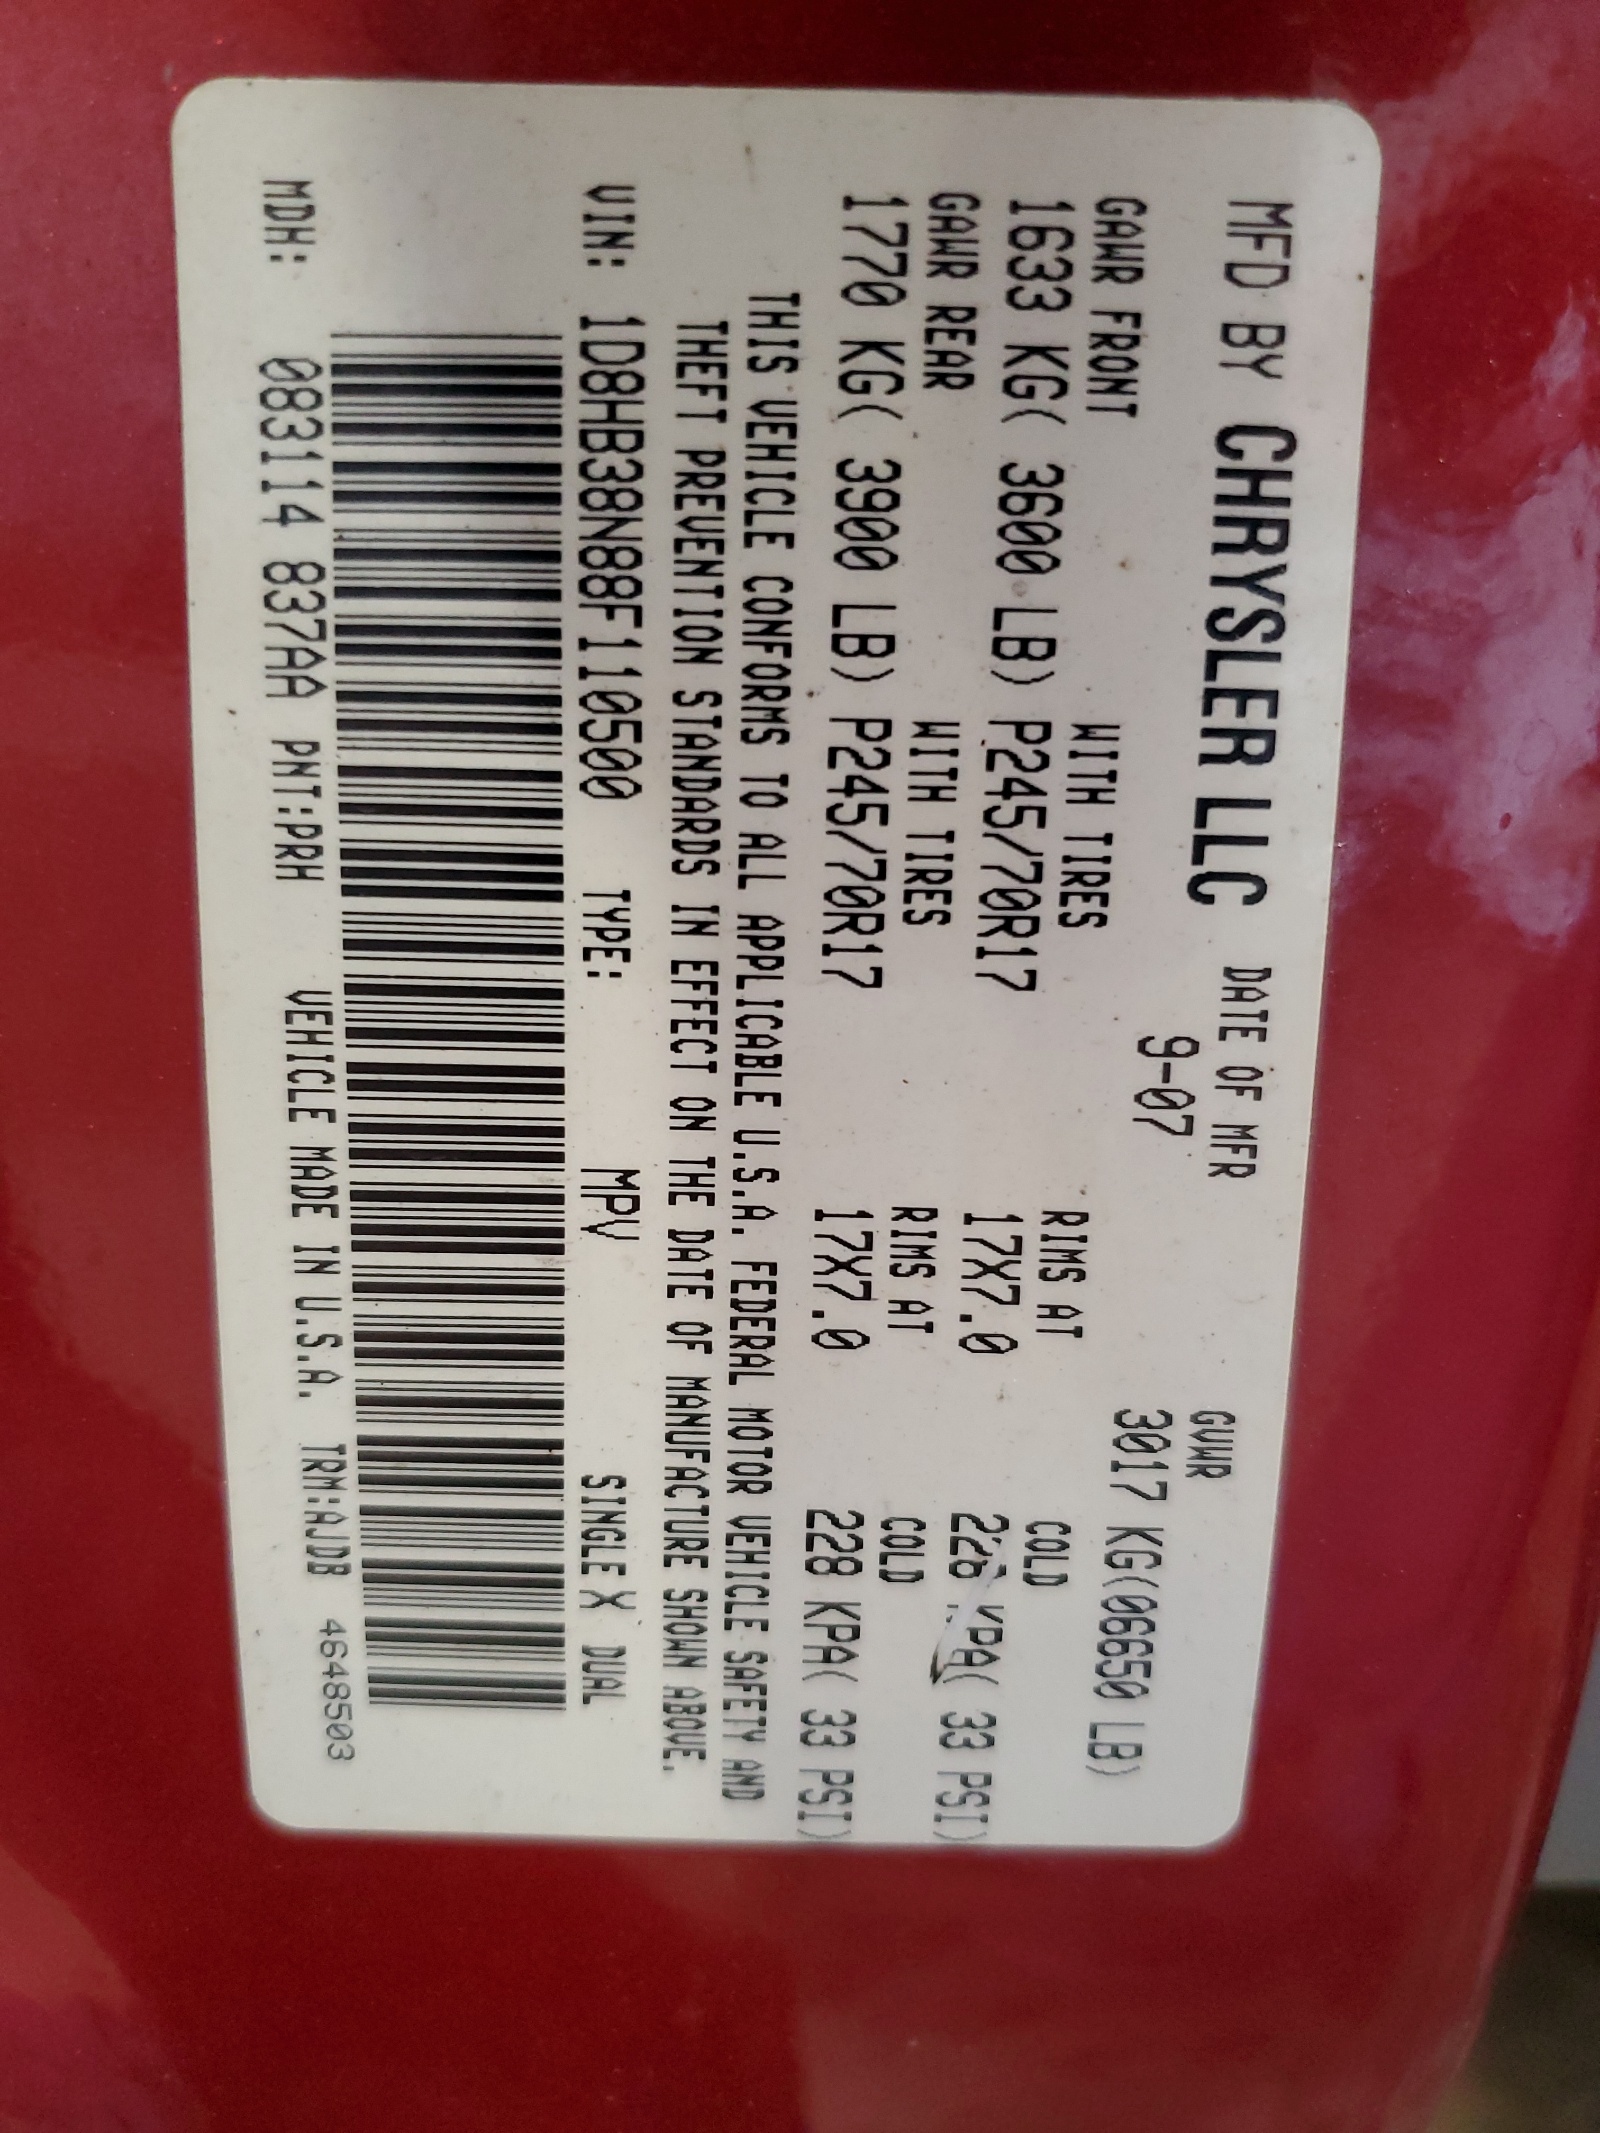 MFD BY CHRYSLER LLC DATE OF MFR GVWR
9-07 3017 KG(06650 LB)
GAWR FRONT WITH TIRES RIMS AT COLD
1633 KG( 3600 LB) P245/70R17 17X7.0 228 KPA( 33 PSI)
GAWR REAR WITH TIRES RIMS AT COLD
1770 KG( 3900 LB) P245/70R17 17X7.0 228 KPA( 33 PSI)
THIS VEHICLE CONFORMS TO ALL APPLICABLE U.S.A. FEDERAL MOTOR VEHICLE SAFETY AND
THEFT PREVENTION STANDARDS IN EFFECT ON THE DATE OF MANUFACTURE SHOWN ABOVE.
VIN: 1D8HB38N88F110500 TYPE: MPV SINGLE X DUAL
MDH: 083114 837AA PNT:PRH VEHICLE MADE IN U.S.A. TRM:AJDB 4648503